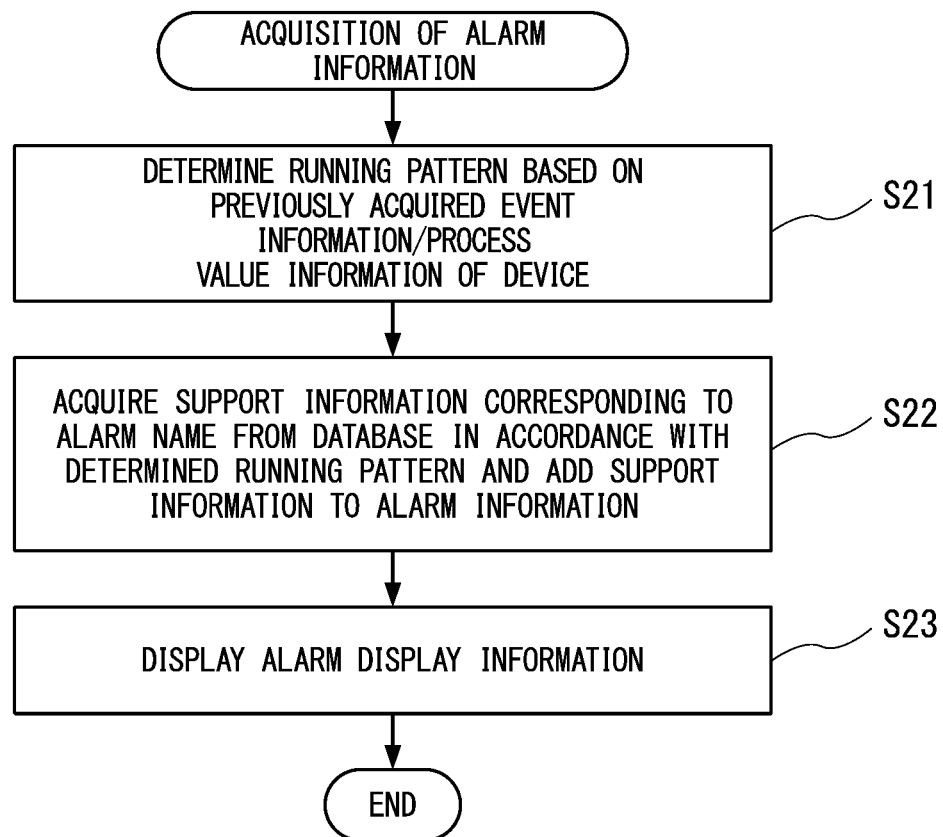 ACQUISITION OF ALARM
INFORMATION
DETERMINE RUNNING PATTERN BASED ON
PREVIOUSLY ACQUIRED EVENT
INFORMATION/PROCESS
VALUE INFORMATION OF DEVICE
S21
ACQUIRE SUPPORT INFORMATION CORRESPONDING TO
ALARM NAME FROM DATABASE IN ACCORDANCE WITH
DETERMINED RUNNING PATTERN AND ADD SUPPORT
INFORMATION TO ALARM INFORMATION
S22
DISPLAY ALARM DISPLAY INFORMATION
S23
END